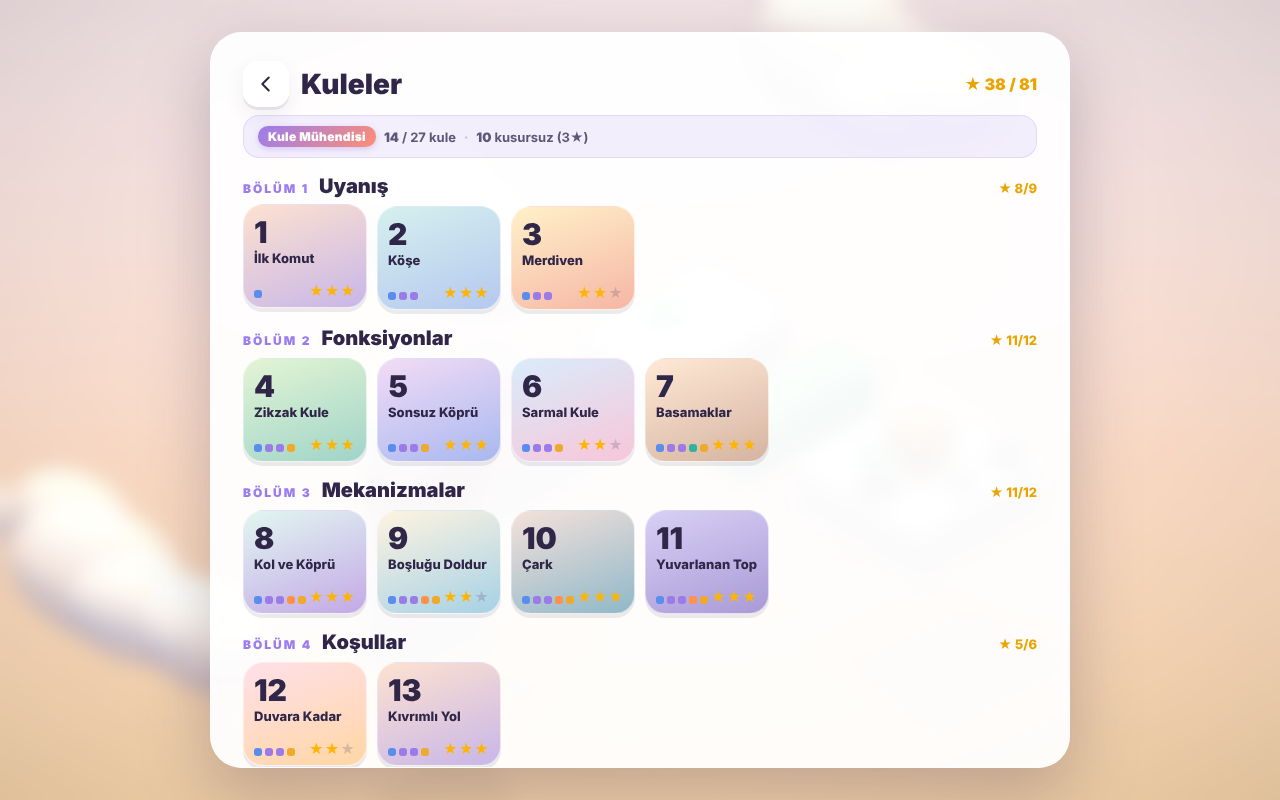 Kuleler
★ 38 / 81
Kule Mühendisi 14 / 27 kule · 10 kusursuz (3★)
BÖLÜM 1 Uyanış ★ 8/9
1
İlk Komut
★★★
2
Köşe
★★★
3
Merdiven
★★★
BÖLÜM 2 Fonksiyonlar ★ 11/12
4
Zikzak Kule
★★★
5
Sonsuz Köprü
★★★
6
Sarmal Kule
★★★
7
Basamaklar
★★★
BÖLÜM 3 Mekanizmalar ★ 11/12
8
Kol ve Köprü
★★★
9
Boşluğu Doldur
★★★
10
Çark
★★★
11
Yuvarlanan Top
★★★
BÖLÜM 4 Koşullar ★ 5/6
12
Duvara Kadar
★★★
13
Kıvrımlı Yol
★★★